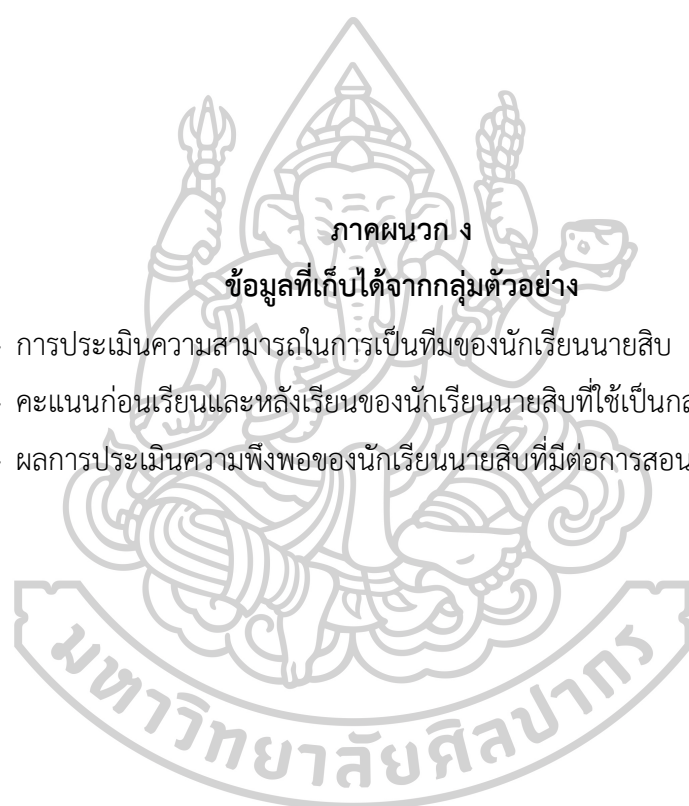 ภาคผนวก ง
ข้อมูลที่เก็บได้จากกลุ่มตัวอย่าง
- การประเมินความสามารถในการเป็นทีมของนักเรียนนายสิบ
- คะแนนก่อนเรียนและหลังเรียนของนักเรียนนายสิบที่ใช้เป็น
- ผลการประเมินความพึงพอของนักเรียนนายสิบที่มีต่อการสอน
มหาวิทยาลัยศิลปากร